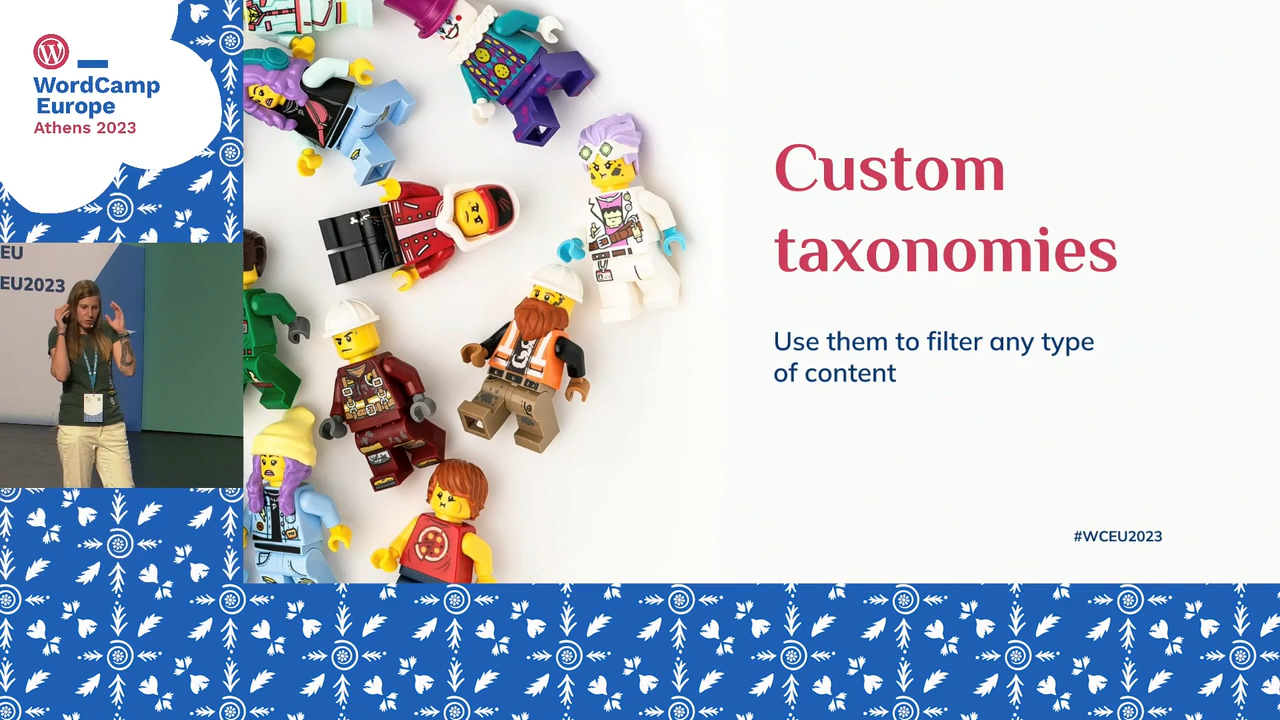 WordCamp
Europe
Athens 2023
EU
EU2023
Custom
taxonomies
Use them to filter any type
of content
#WCEU2023